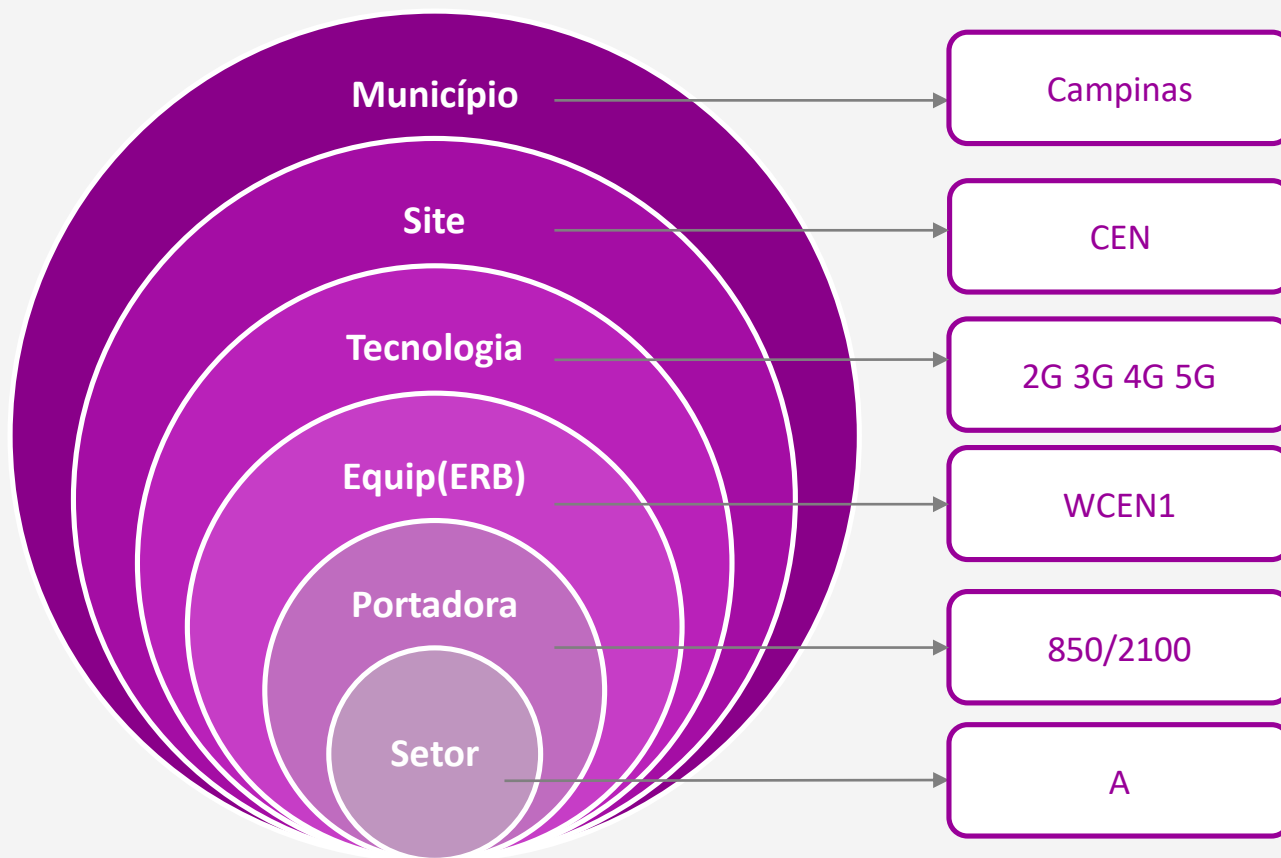 Município
Campinas
Site
CEN
Tecnologia
2G 3G 4G 5G
Equip(ERB)
WCEN1
Portadora
850/2100
Setor
A